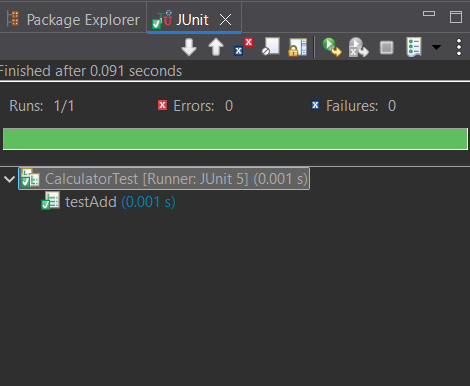 Package Explorer JUnit
Finished after 0.091 seconds
Runs: 1/1 Errors: 0 Failures: 0
CalculatorTest [Runner: JUnit 5] (0.001 s)
testAdd (0.001 s)